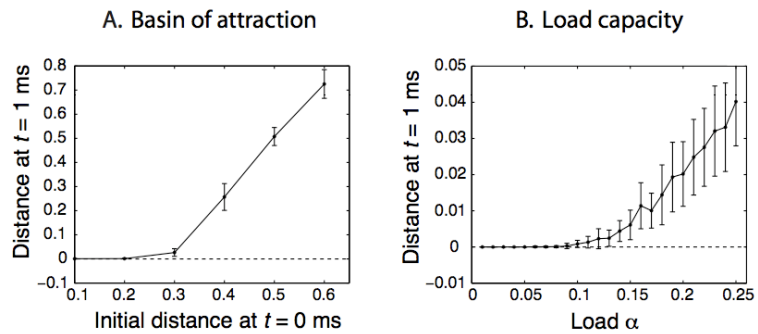 A. Basin of attraction
Distance at t = 1 ms
0.8
0.7
0.6
0.5
0.4
0.3
0.2
0.1
0
−0.1
0.1 0.2 0.3 0.4 0.5 0.6
Initial distance at t = 0 ms
B. Load capacity
Distance at t = 1 ms
0.05
0.04
0.03
0.02
0.01
0
−0.01
0 0.05 0.10 0.15 0.20 0.25
Load α